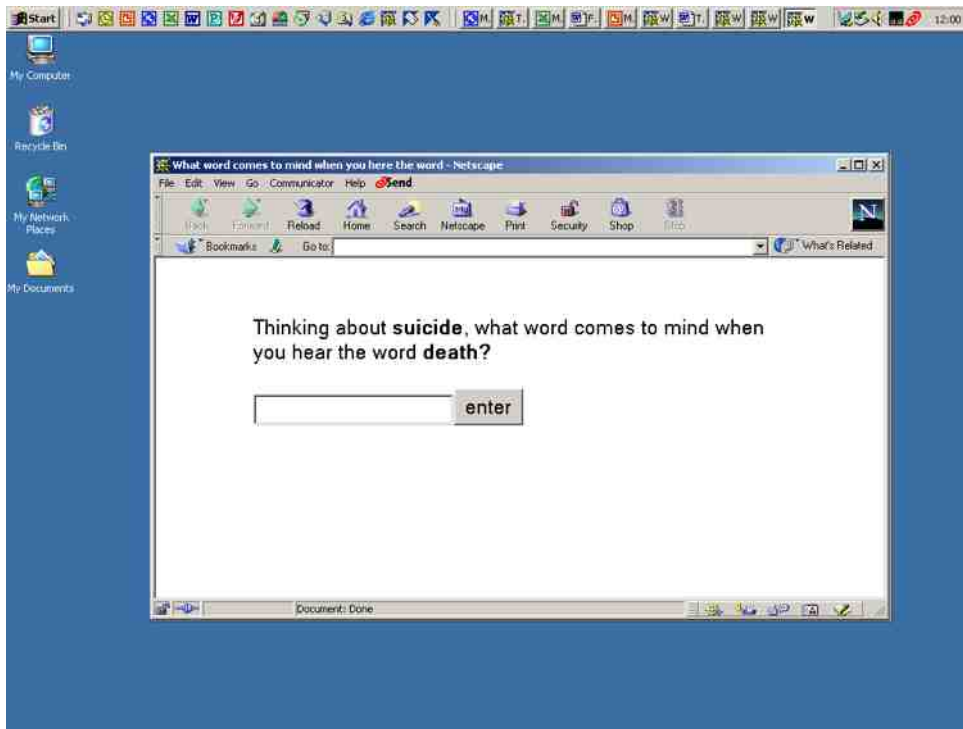 Start M. T. M. F. M. W T. W W W 12:00
My Computer
Recycle Bin
My Network
Places
My Documents
What word comes to mind when you here the word - Netscape
File Edit View Go Communicator Help Send
Back Forward Reload Home Search Netscape Print Security Shop Stop
Bookmarks Go to: What's Related
Thinking about suicide, what word comes to mind when
you hear the word death?
enter
Document: Done